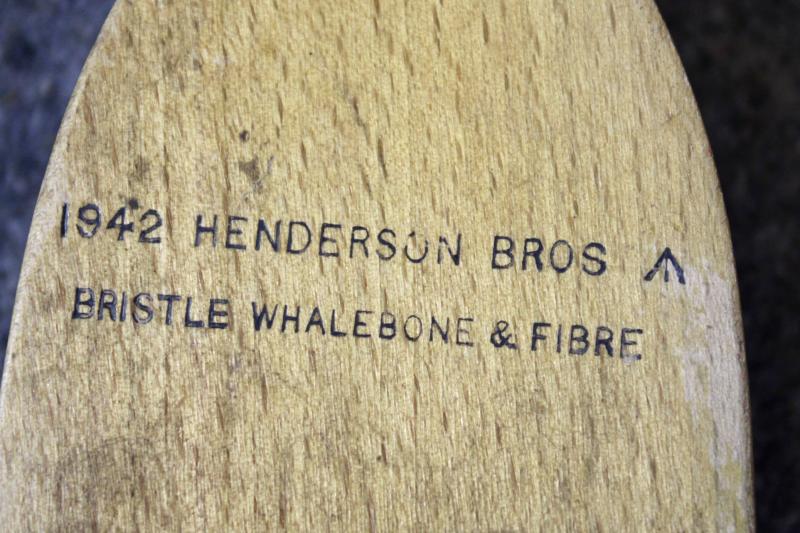 1942 HENDERSON BROS
BRISTLE WHALEBONE & FIBRE